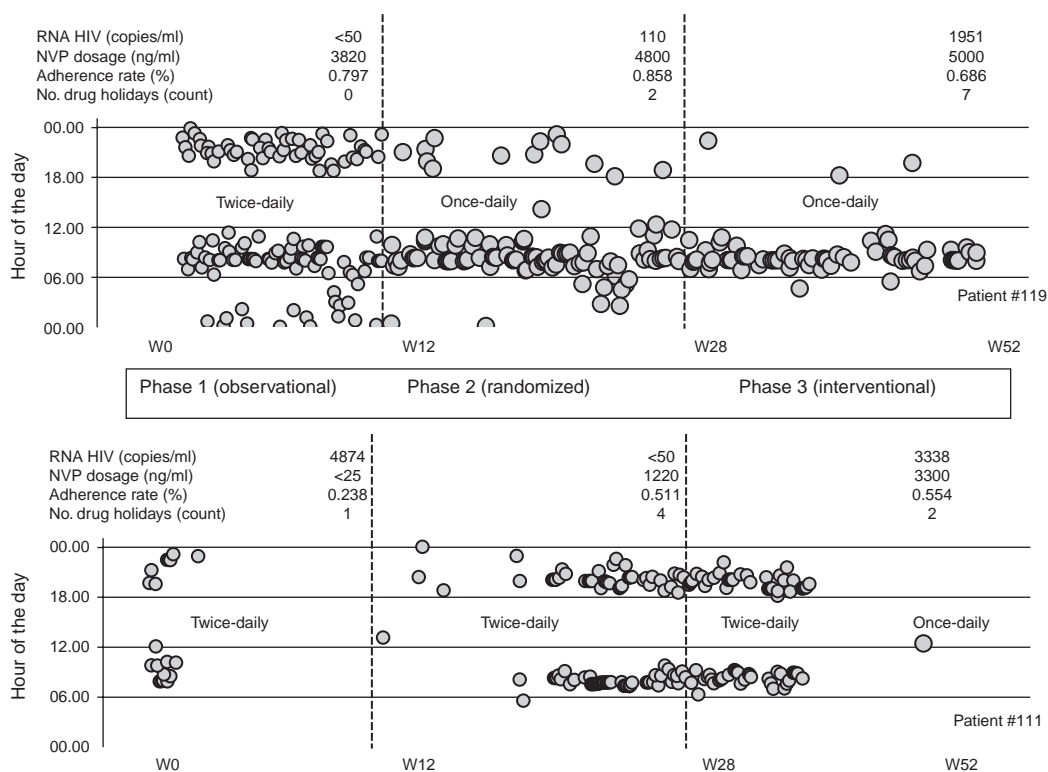 RNA HIV (copies/ml) <50 110 1951
NVP dosage (ng/ml) 3820 4800 5000
Adherence rate (%) 0.797 0.858 0.686
No. drug holidays (count) 0 2 7
00.00
18.00
Twice-daily Once-daily Once-daily
12.00
06.00
Patient #119
00.00
Hour of the day
W0 W12 W28 W52
Phase 1 (observational) Phase 2 (randomized) Phase 3 (interventional)
RNA HIV (copies/ml) 4874 <50 3338
NVP dosage (ng/ml) <25 1220 3300
Adherence rate (%) 0.238 0.511 0.554
No. drug holidays (count) 1 4 2
00.00
18.00
Twice-daily Twice-daily Twice-daily Once-daily
12.00
06.00
Patient #111
00.00
Hour of the day
W0 W12 W28 W52